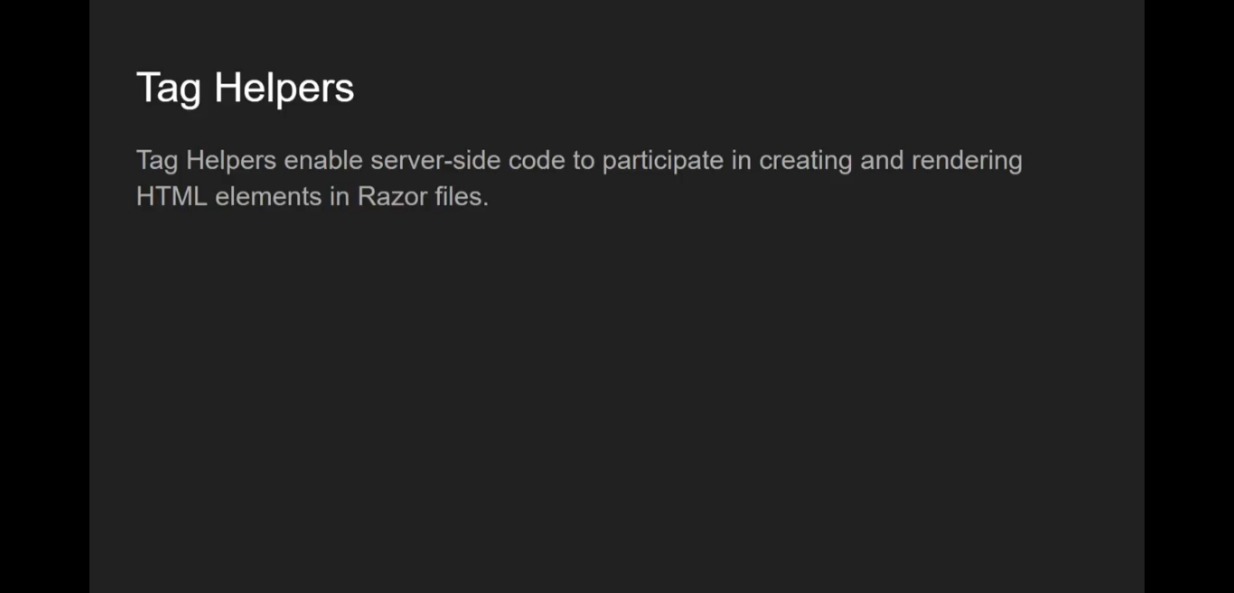 Tag Helpers
Tag Helpers enable server-side code to participate in creating and rendering
HTML elements in Razor files.